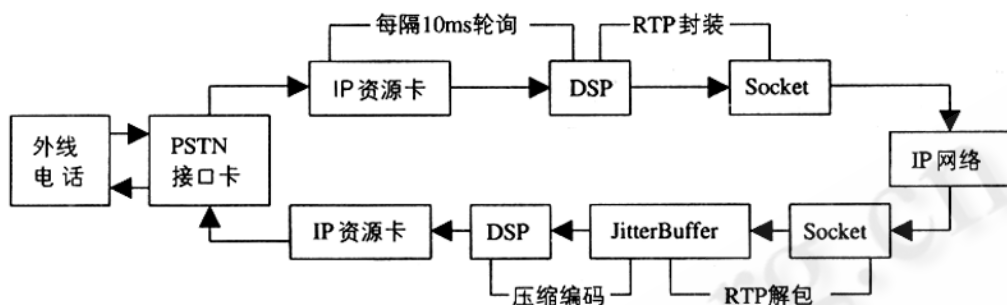 每隔10ms轮询
RTP封装
IP资源卡
DSP
Socket
外线
电话
PSTN
接口卡
IP网络
IP资源卡
DSP
JitterBuffer
Socket
压缩编码
RTP解包